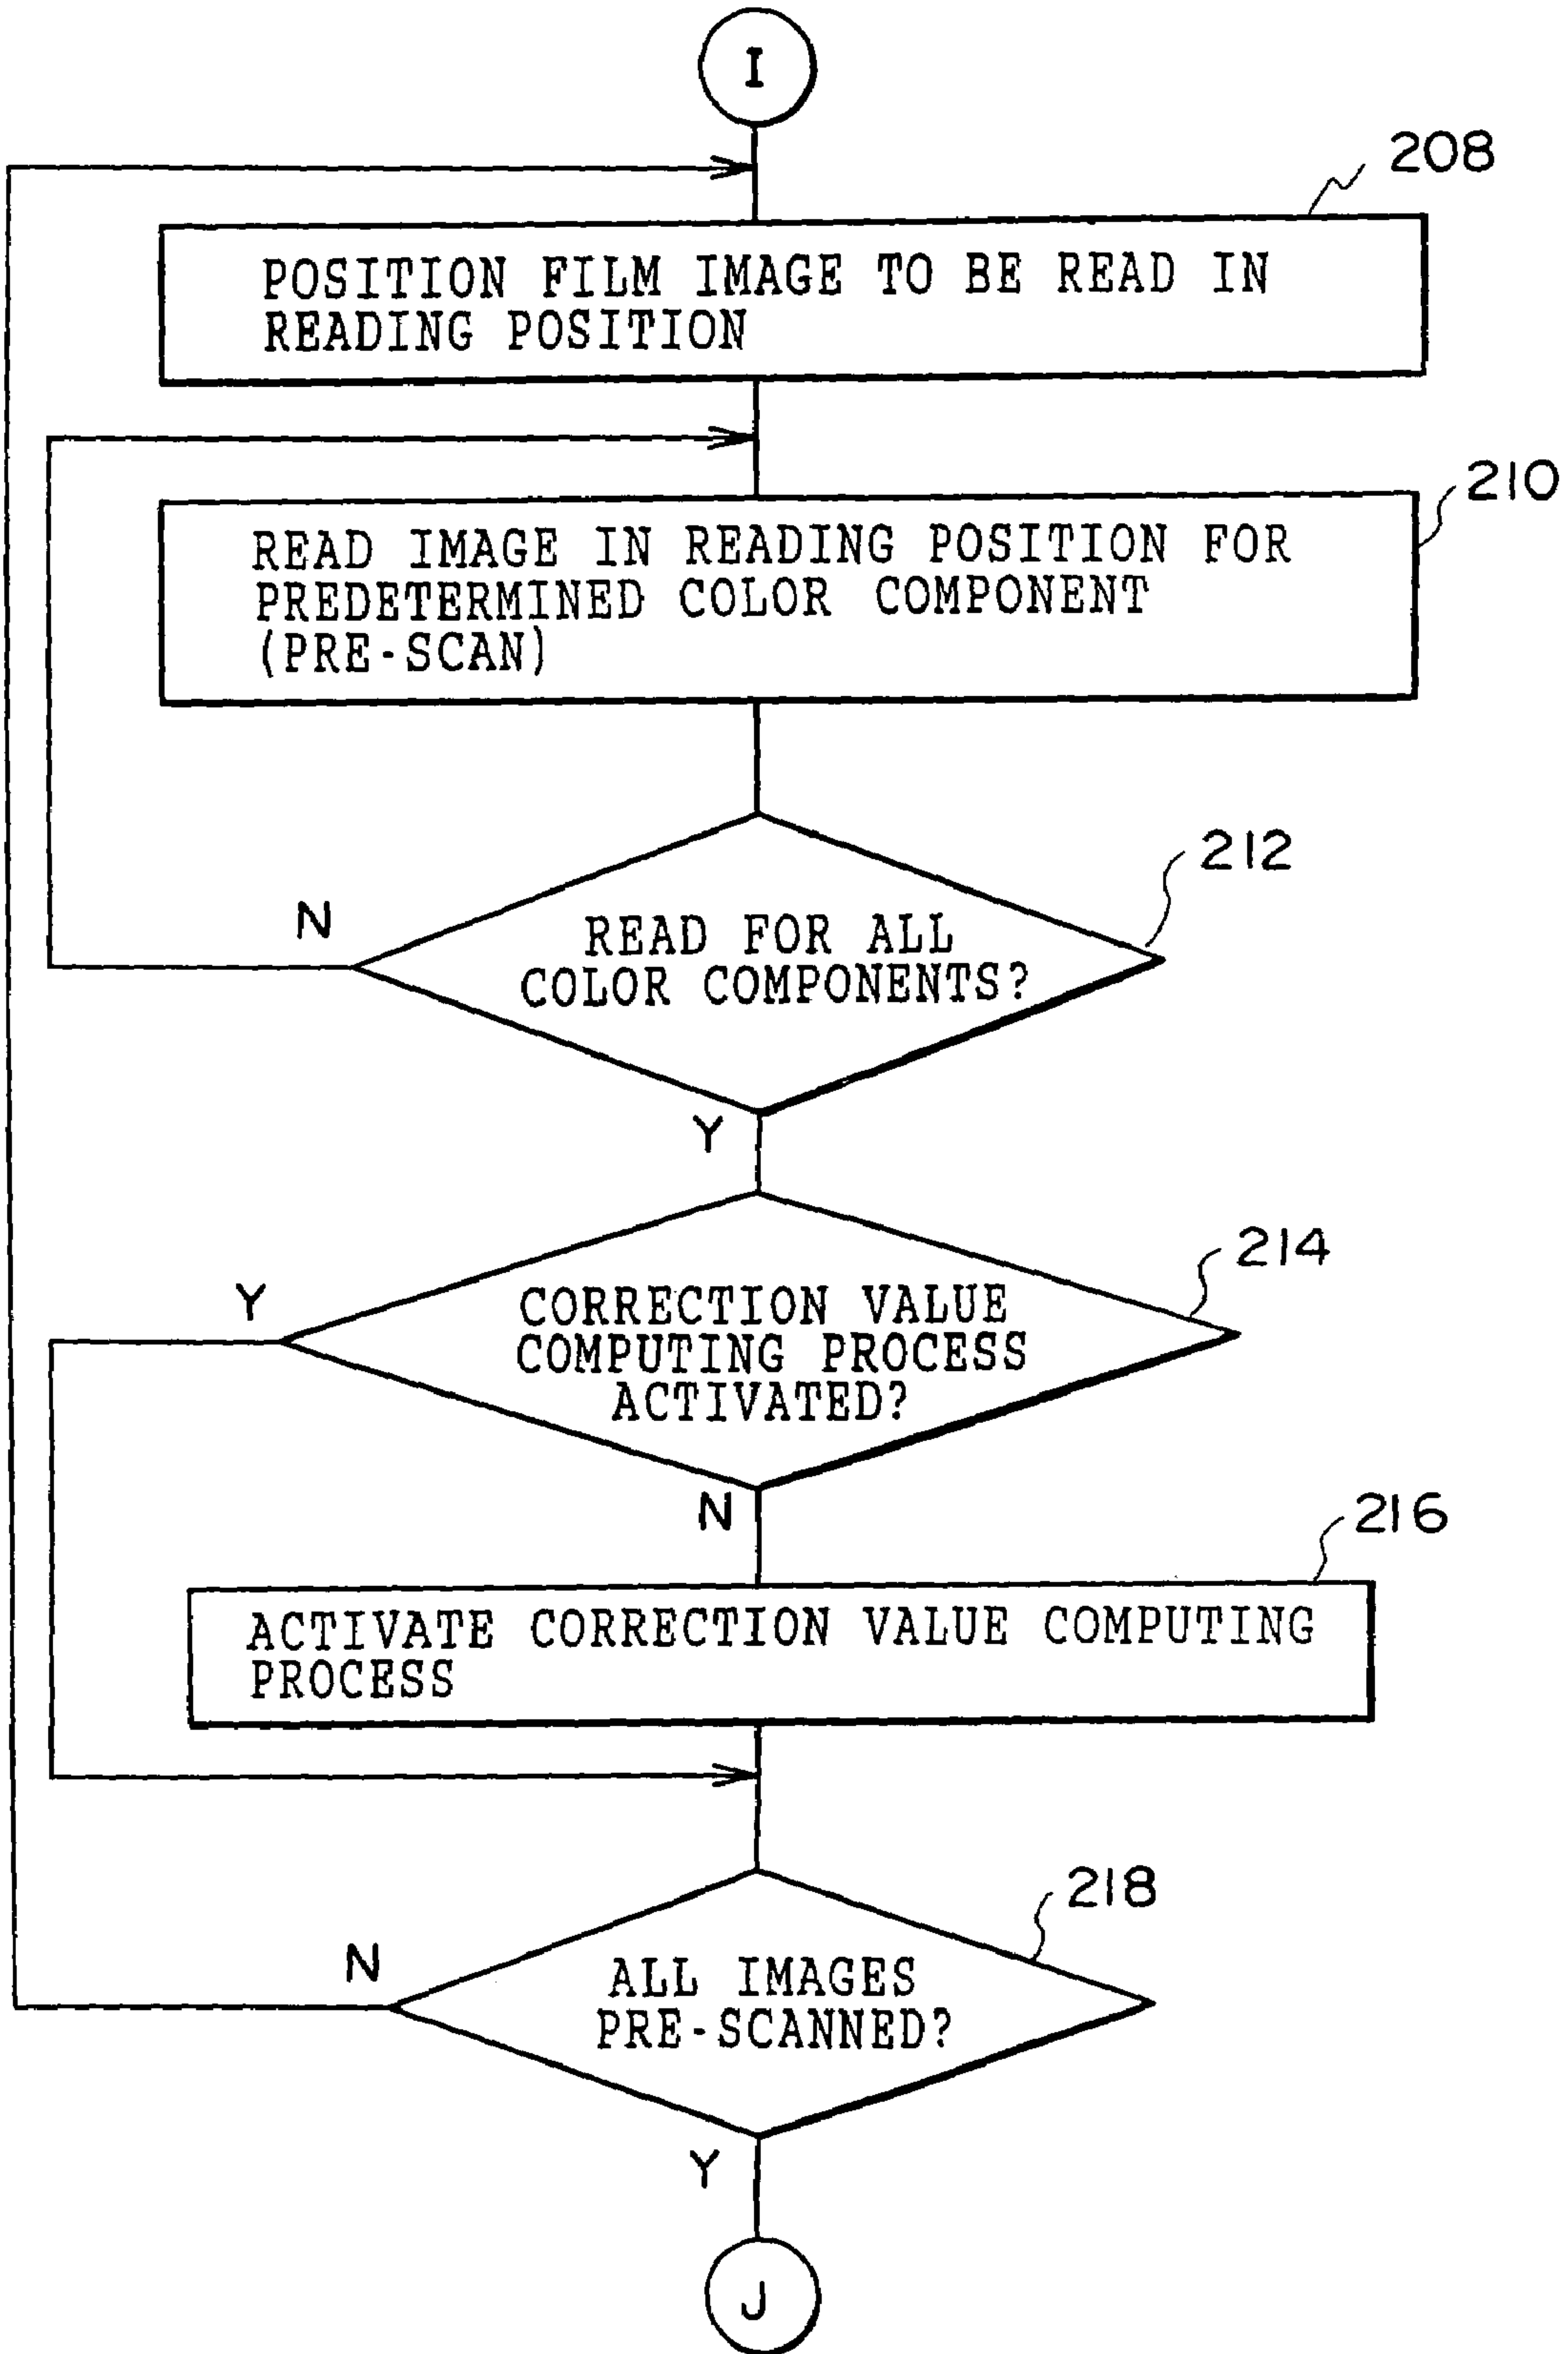 I
208
POSITION FILM IMAGE TO BE READ IN
READING POSITION
210
READ IMAGE IN READING POSITION FOR
PREDETERMINED COLOR COMPONENT
(PRE-SCAN)
212
N
READ FOR ALL
COLOR COMPONENTS?
Y
214
Y
CORRECTION VALUE
COMPUTING PROCESS
ACTIVATED?
N
216
ACTIVATE CORRECTION VALUE COMPUTING
PROCESS
218
N
ALL IMAGES
PRE-SCANNED?
Y
J